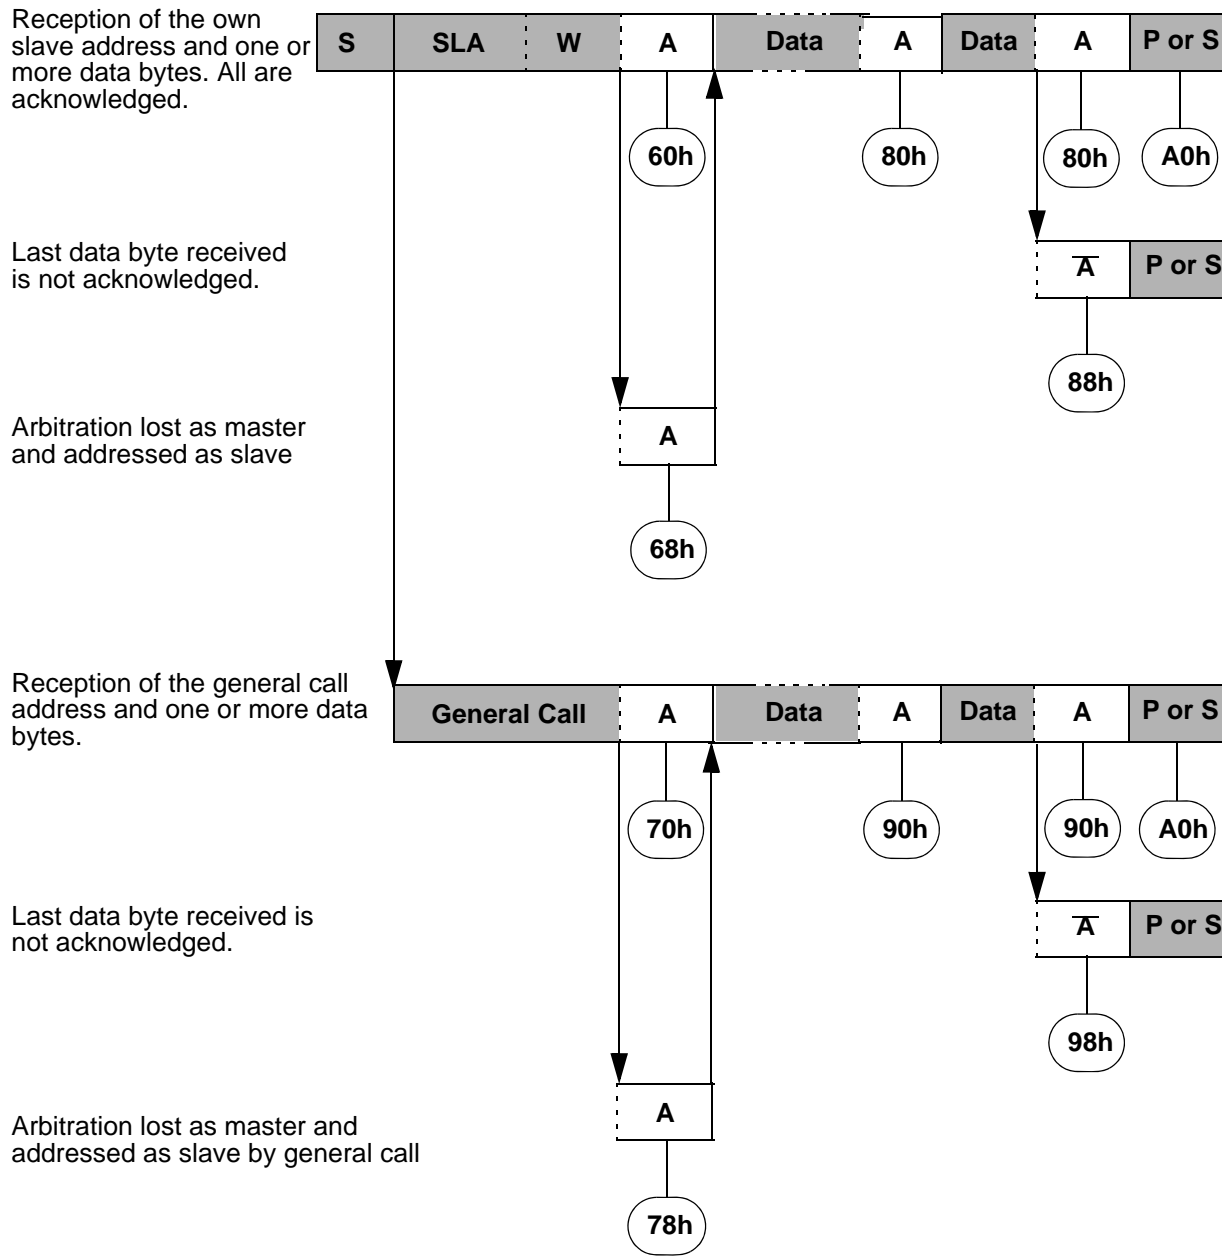 Reception of the own
slave address and one or
more data bytes. All are
acknowledged.
S SLA W A Data A Data A P or S
60h 80h 80h A0h
Last data byte received
is not acknowledged.
A̅ P or S
88h
Arbitration lost as master
and addressed as slave
A
68h
Reception of the general call
address and one or more data
bytes.
General Call A Data A Data A P or S
70h 90h 90h A0h
Last data byte received is
not acknowledged.
A̅ P or S
98h
Arbitration lost as master and
addressed as slave by general call
A
78h